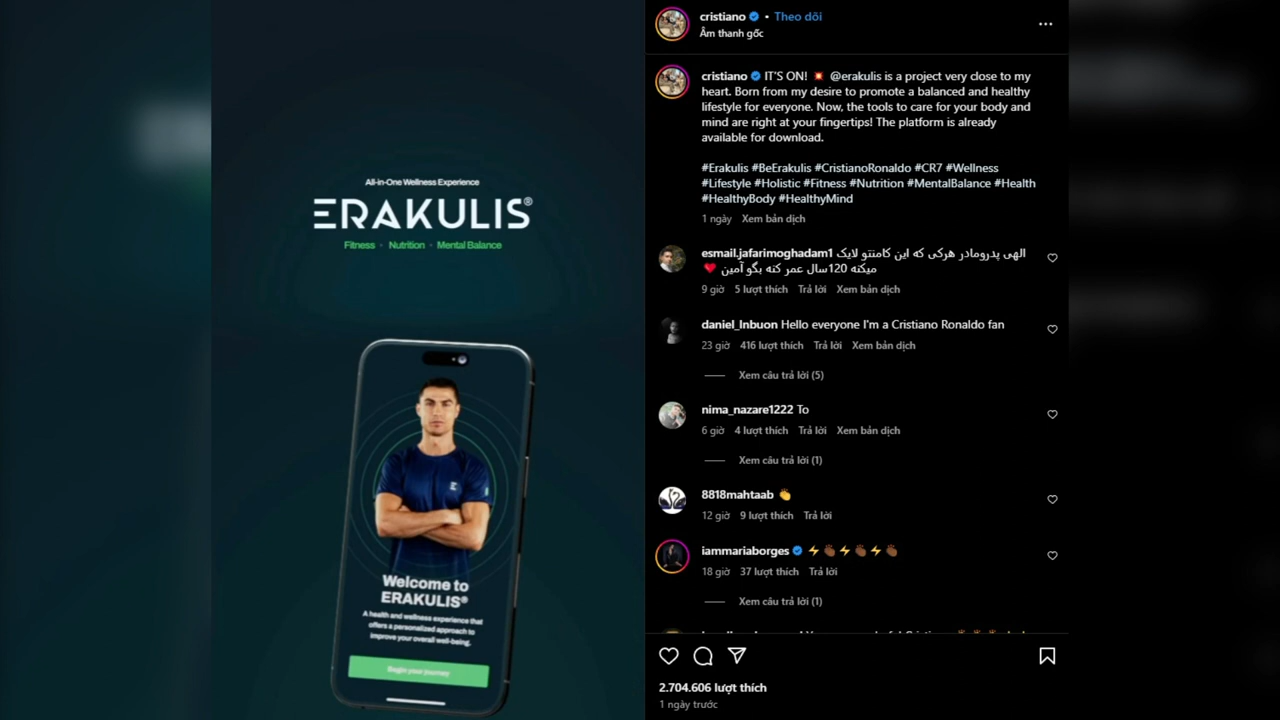 All-in-One Wellness Experience
ERAKULIS®
Fitness • Nutrition • Mental Balance
Welcome to
ERAKULIS®
A health and wellness experience that
offers a personalized approach to
improve your overall well-being.
Begin your journey
cristiano • Theo dõi
Âm thanh gốc
cristiano IT'S ON! 💥 @erakulis is a project very close to my
heart. Born from my desire to promote a balanced and healthy
lifestyle for everyone. Now, the tools to care for your body and
mind are right at your fingertips! The platform is already
available for download.
#Erakulis #BeErakulis #CristianoRonaldo #CR7 #Wellness
#Lifestyle #Holistic #Fitness #Nutrition #MentalBalance #Health
#HealthyBody #HealthyMind
1 ngày Xem bản dịch
esmail.jafarimoghadam1 الهی پدرومادر هرکی که این کامنتو لایک
میکنه 120سال عمر کنه بگو آمین ❤️
9 giờ 5 lượt thích Trả lời Xem bản dịch
daniel_lnbuon Hello everyone I'm a Cristiano Ronaldo fan
23 giờ 416 lượt thích Trả lời Xem bản dịch
Xem câu trả lời (5)
nima_nazare1222 To
6 giờ 4 lượt thích Trả lời Xem bản dịch
Xem câu trả lời (1)
8818mahtaab 👏
12 giờ 9 lượt thích Trả lời
iammariaborges ⚡👏🏾⚡👏🏾⚡👏🏾
18 giờ 37 lượt thích Trả lời
Xem câu trả lời (1)
2.704.606 lượt thích
1 ngày trước